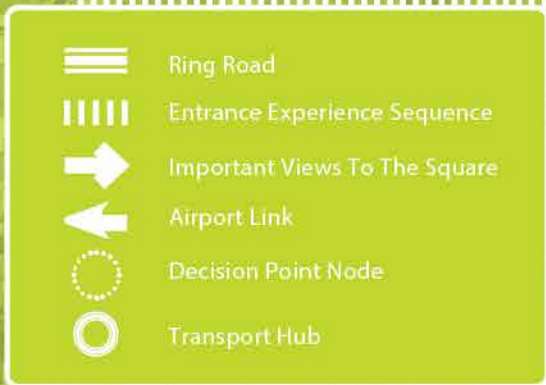 Ring Road
Entrance Experience Sequence
Important Views To The Square
Airport Link
Decision Point Node
Transport Hub